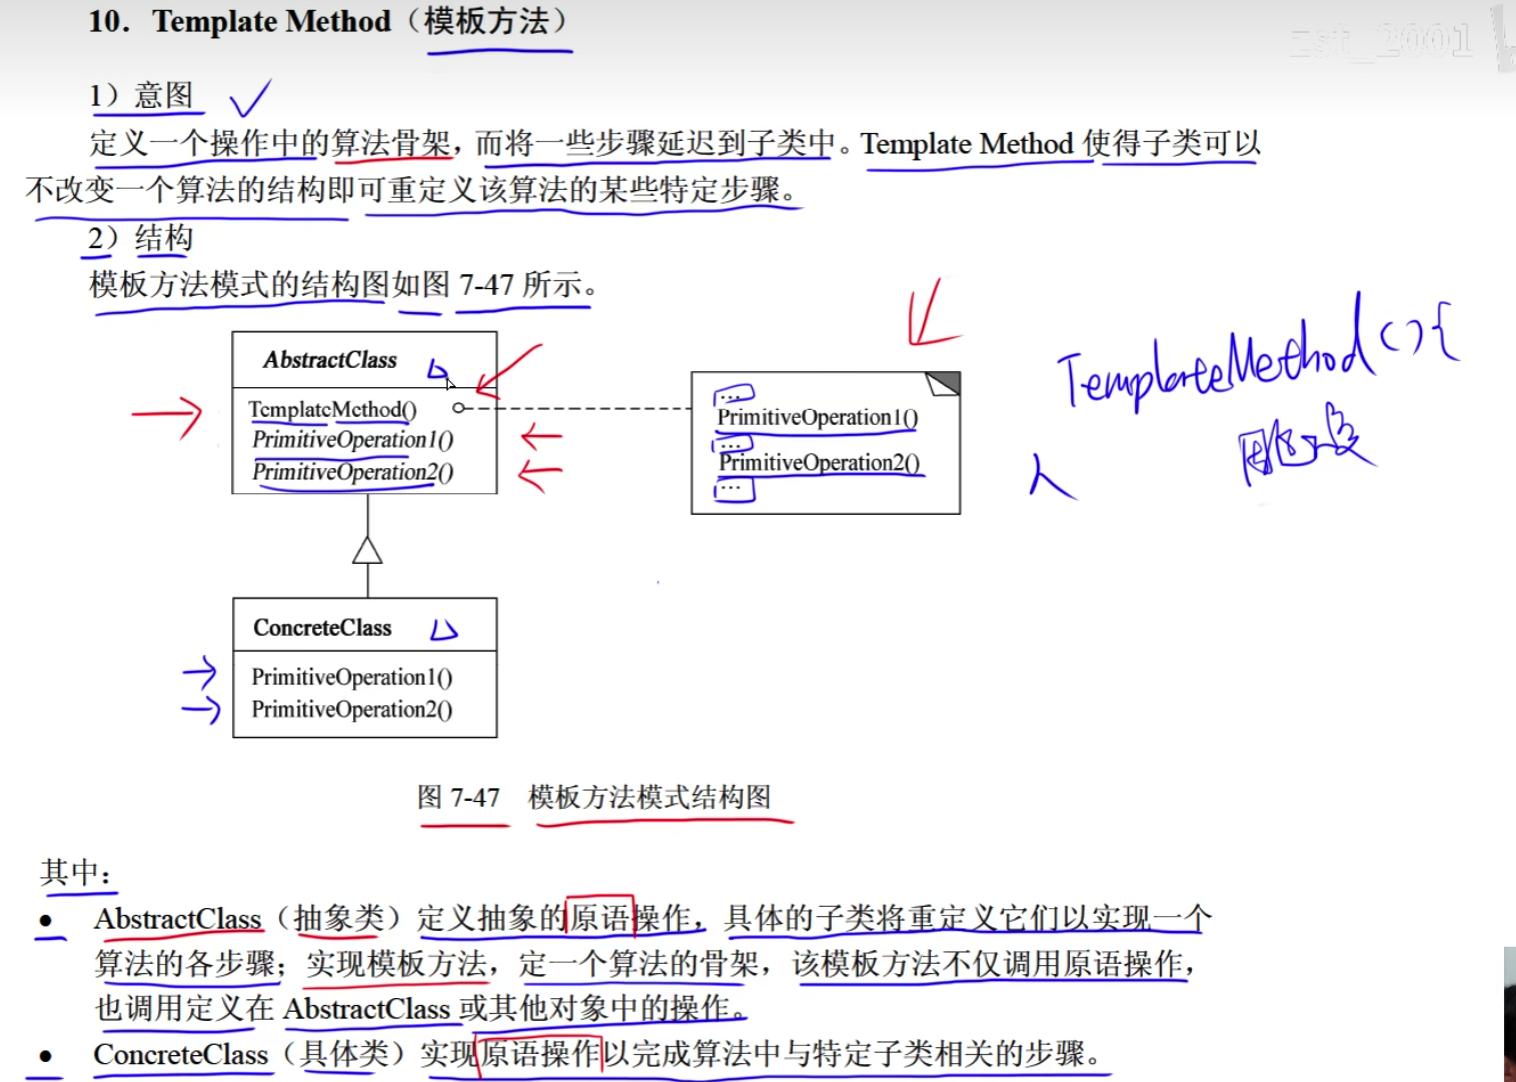 10．Template Method（模板方法）
zst_2001
1）意图
定义一个操作中的算法骨架，而将一些步骤延迟到子类中。Template Method 使得子类可以
不改变一个算法的结构即可重定义该算法的某些特定步骤。
2）结构
模板方法模式的结构图如图 7-47 所示。
AbstractClass
TemplateMethod()
PrimitiveOperation1()
PrimitiveOperation2()
...
PrimitiveOperation1()
...
PrimitiveOperation2()
...
TemplateMethod(){
ConcreteClass
PrimitiveOperation1()
PrimitiveOperation2()
图 7-47 模板方法模式结构图
其中：
● AbstractClass（抽象类）定义抽象的原语操作，具体的子类将重定义它们以实现一个
算法的各步骤；实现模板方法，定一个算法的骨架，该模板方法不仅调用原语操作，
也调用定义在 AbstractClass 或其他对象中的操作。
● ConcreteClass（具体类）实现原语操作以完成算法中与特定子类相关的步骤。